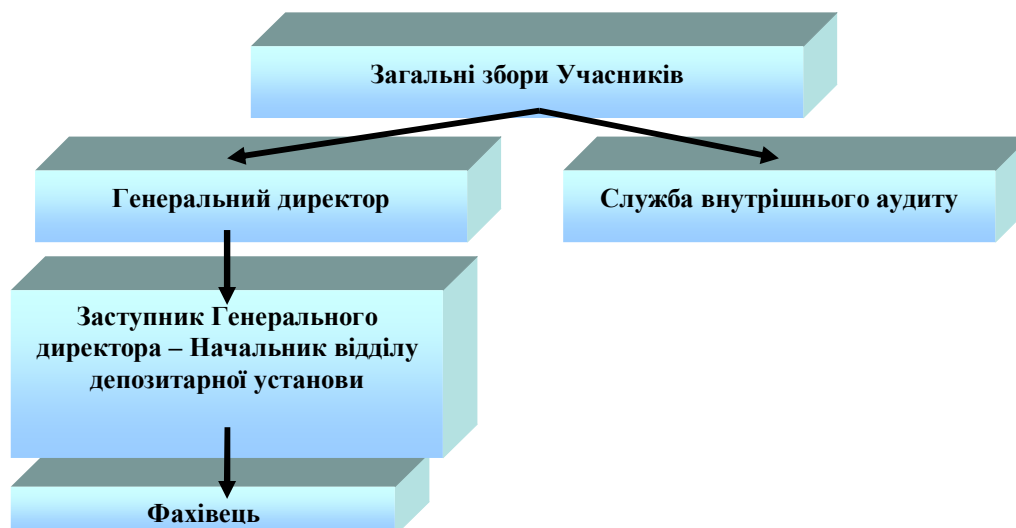 Загальні збори Учасників
Генеральний директор
Служба внутрішнього аудиту
Заступник Генерального
директора – Начальник відділу
депозитарної установи
Фахівець